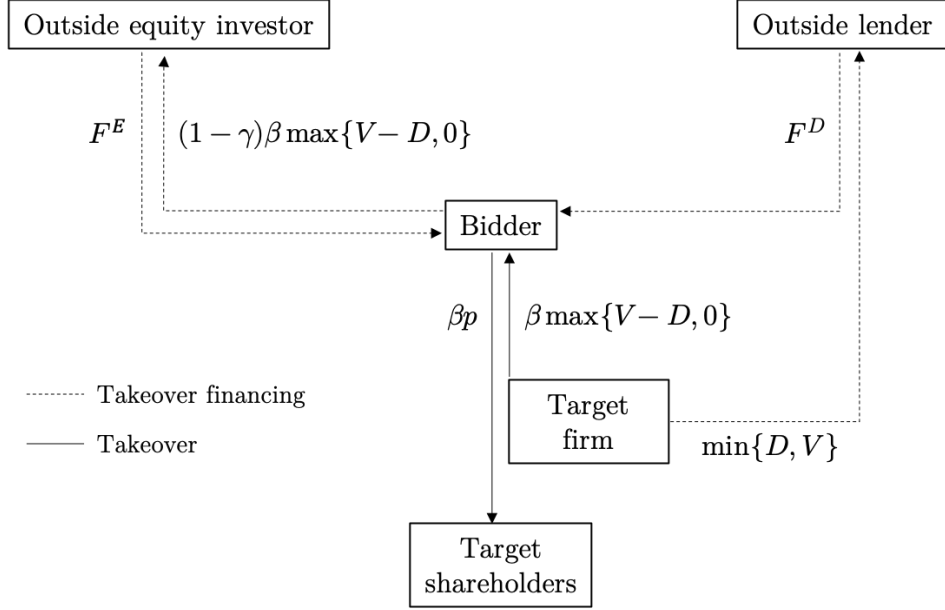 Outside equity investor
Outside lender
F^E
(1 − γ)β max{V − D, 0}
F^D
Bidder
βp
β max{V − D, 0}
Takeover financing
Takeover
Target
firm
min{D, V}
Target
shareholders